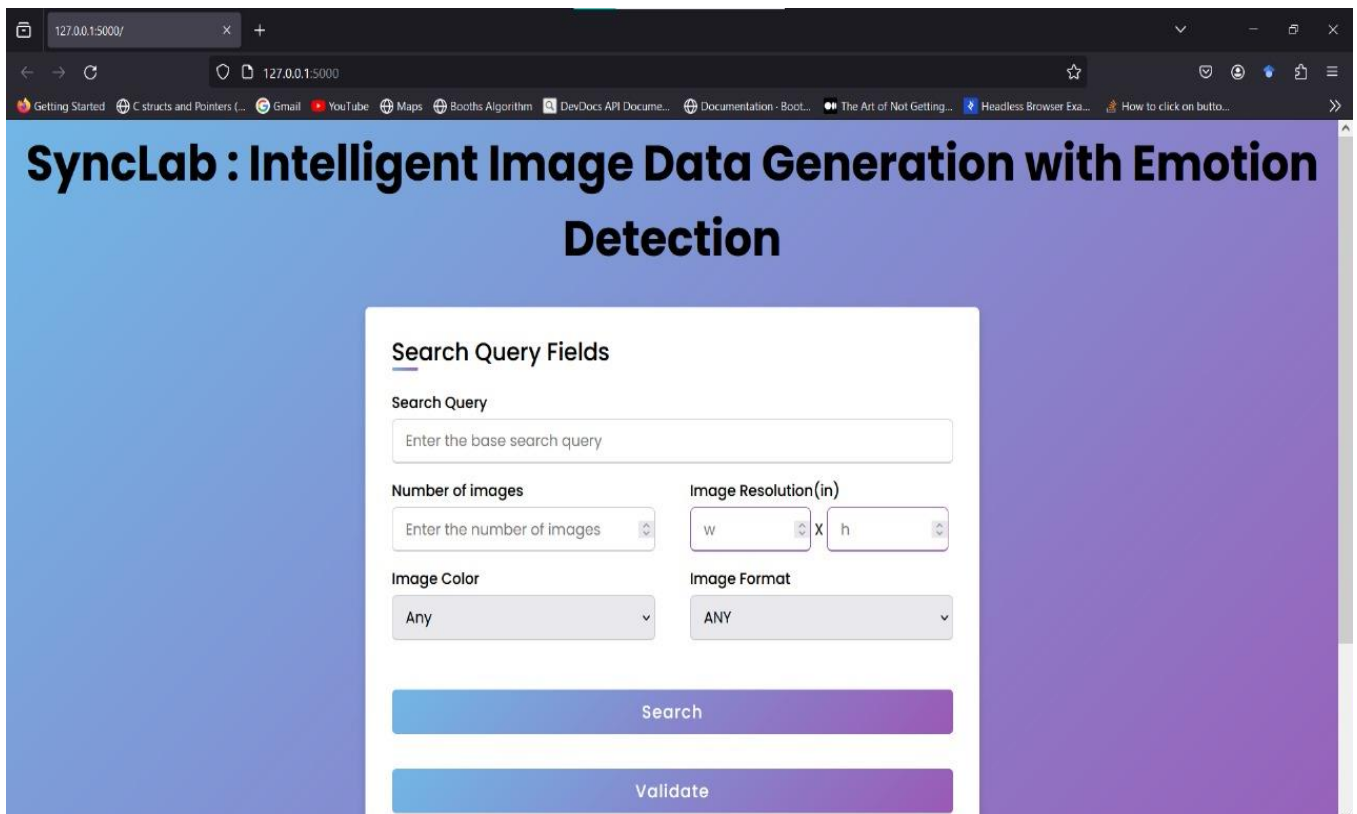 127.0.0.1:5000/
127.0.0.1:5000
Getting Started C structs and Pointers (... Gmail YouTube Maps Booths Algorithm DevDocs API Docume... Documentation - Boot... The Art of Not Getting... Headless Browser Exa... How to click on butto...
SyncLab : Intelligent Image Data Generation with Emotion
Detection
Search Query Fields
Search Query
Enter the base search query
Number of images Image Resolution(in)
Enter the number of images w X h
Image Color Image Format
Any ANY
Search
Validate